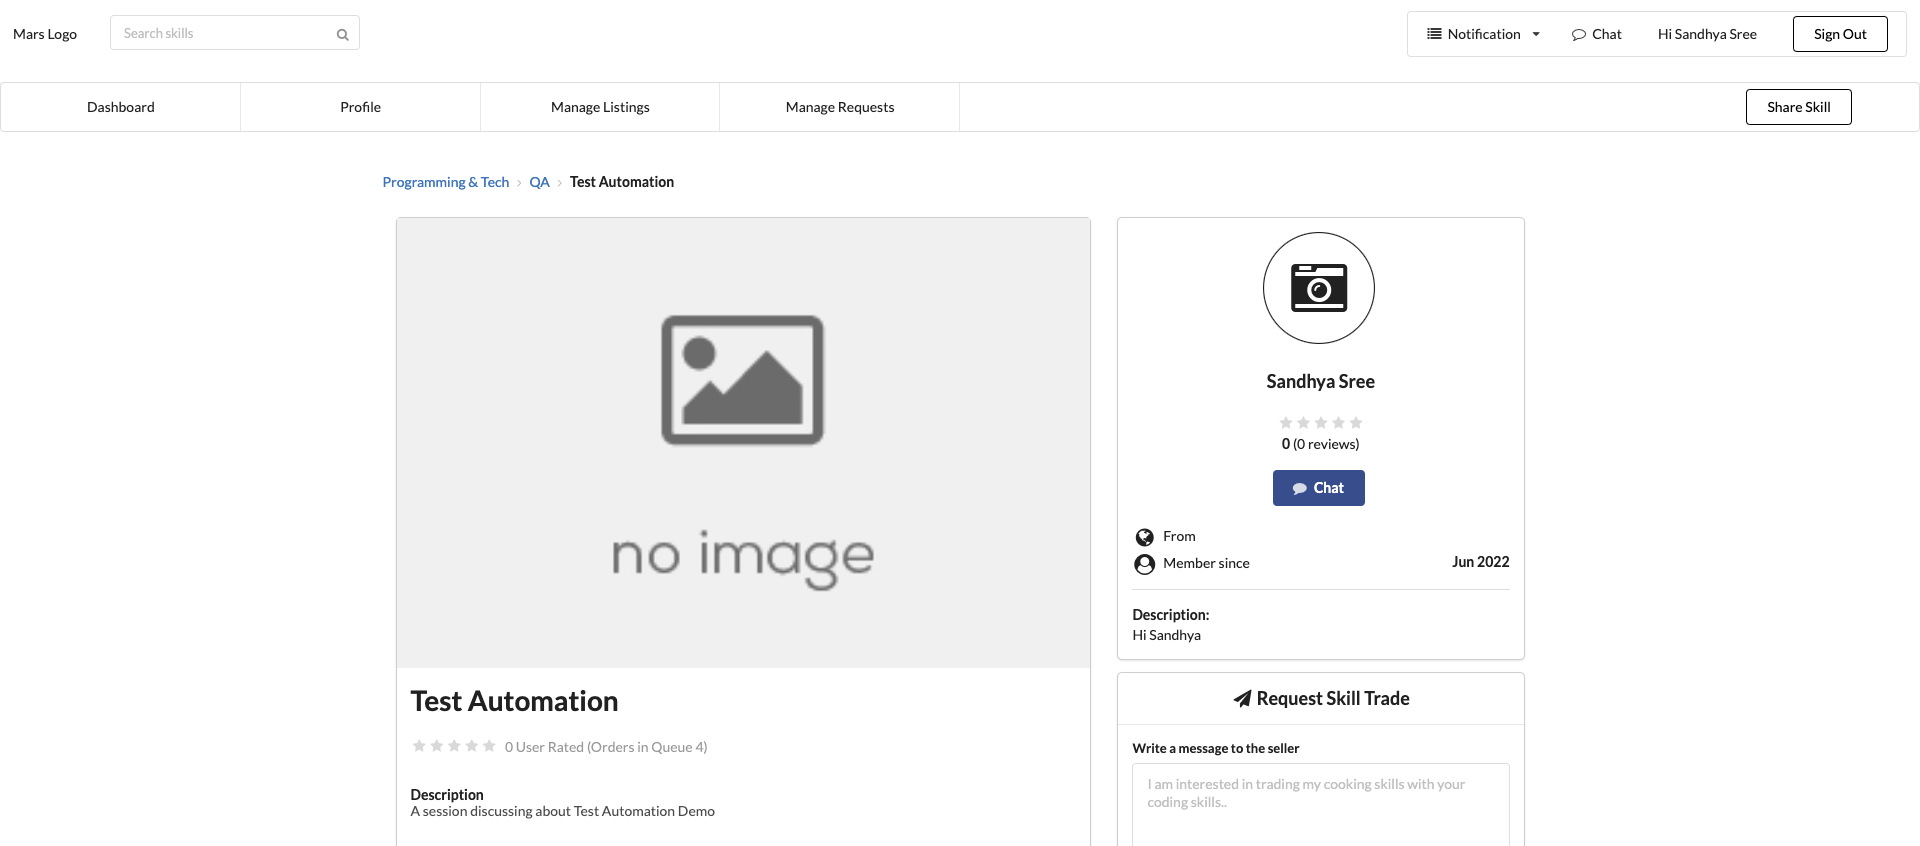 Mars Logo
Search skills
Notification
Chat
Hi Sandhya Sree
Sign Out
Dashboard
Profile
Manage Listings
Manage Requests
Share Skill
Programming & Tech
QA
Test Automation
no image
Test Automation
0 User Rated (Orders in Queue 4)
Description
A session discussing about Test Automation Demo
Sandhya Sree
0 (0 reviews)
Chat
From
Member since Jun 2022
Description:
Hi Sandhya
Request Skill Trade
Write a message to the seller
I am interested in trading my cooking skills with your
coding skills..